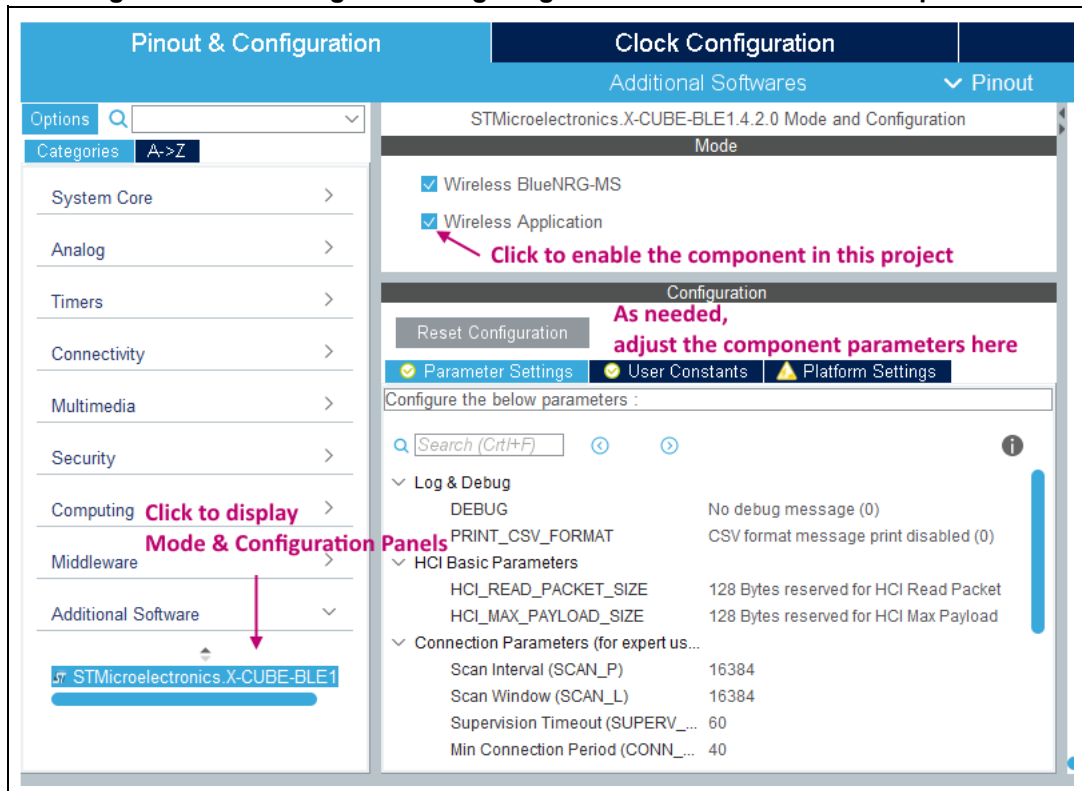 Pinout & Configuration
Clock Configuration
Additional Softwares
Pinout
Options
Categories
A->Z
System Core
Analog
Timers
Connectivity
Multimedia
Security
Computing
Click to display
Mode & Configuration Panels
Middleware
Additional Software
STMicroelectronics.X-CUBE-BLE1
STMicroelectronics.X-CUBE-BLE1.4.2.0 Mode and Configuration
Mode
Wireless BlueNRG-MS
Wireless Application
Click to enable the component in this project
Configuration
Reset Configuration
As needed,
adjust the component parameters here
Parameter Settings
User Constants
Platform Settings
Configure the below parameters :
Search (Crtl+F)
Log & Debug
DEBUG No debug message (0)
PRINT_CSV_FORMAT CSV format message print disabled (0)
HCI Basic Parameters
HCI_READ_PACKET_SIZE 128 Bytes reserved for HCI Read Packet
HCI_MAX_PAYLOAD_SIZE 128 Bytes reserved for HCI Max Payload
Connection Parameters (for expert us...
Scan Interval (SCAN_P) 16384
Scan Window (SCAN_L) 16384
Supervision Timeout (SUPERV_... 60
Min Connection Period (CONN_... 40